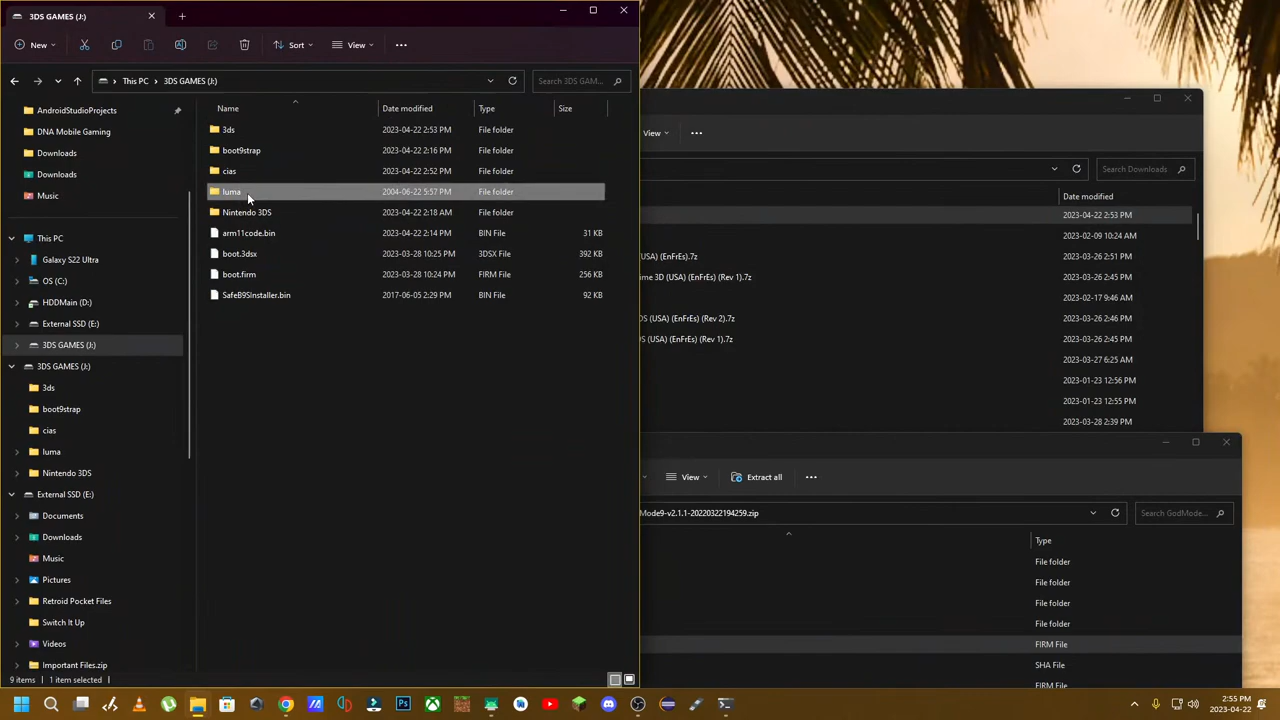 3DS GAMES (J:)
New
Sort
View
This PC
3DS GAMES (J:)
Search 3DS GAM...
Name
Date modified
Type
Size
3ds
2023-04-22 2:53 PM
File folder
boot9strap
2023-04-22 2:16 PM
File folder
cias
2023-04-22 2:52 PM
File folder
luma
2004-06-22 5:57 PM
File folder
Nintendo 3DS
2023-04-22 2:18 AM
File folder
arm11code.bin
2023-04-22 2:14 PM
BIN File
31 KB
boot.3dsx
2023-03-28 10:25 PM
3DSX File
392 KB
boot.firm
2023-03-28 10:24 PM
FIRM File
256 KB
SafeB9SInstaller.bin
2017-06-05 2:29 PM
BIN File
92 KB
AndroidStudioProjects
DNA Mobile Gaming
Downloads
Downloads
Music
This PC
Galaxy S22 Ultra
OS (C:)
HDDMain (D:)
External SSD (E:)
3DS GAMES (J:)
3DS GAMES (J:)
3ds
boot9strap
cias
luma
Nintendo 3DS
External SSD (E:)
Documents
Downloads
Music
Pictures
Retroid Pocket Files
Switch It Up
Videos
Important Files.zip
9 items
1 item selected
View
Search Downloads
Date modified
2023-04-22 2:53 PM
2023-02-09 10:24 AM
(USA) (EnFrEs).7z
2023-03-26 2:51 PM
ime 3D (USA) (EnFrEs) (Rev 1).7z
2023-03-26 2:45 PM
2023-02-17 9:46 AM
S (USA) (EnFrEs) (Rev 2).7z
2023-03-26 2:46 PM
S (USA) (EnFrEs) (Rev 1).7z
2023-03-26 2:45 PM
2023-03-27 6:25 AM
2023-01-23 12:56 PM
2023-01-23 12:55 PM
2023-03-28 2:39 PM
View
Extract all
Mode9-v2.1.1-20220322194259.zip
Search GodMode...
Type
File folder
File folder
File folder
File folder
FIRM File
SHA File
FIRM File
2:55 PM
2023-04-22